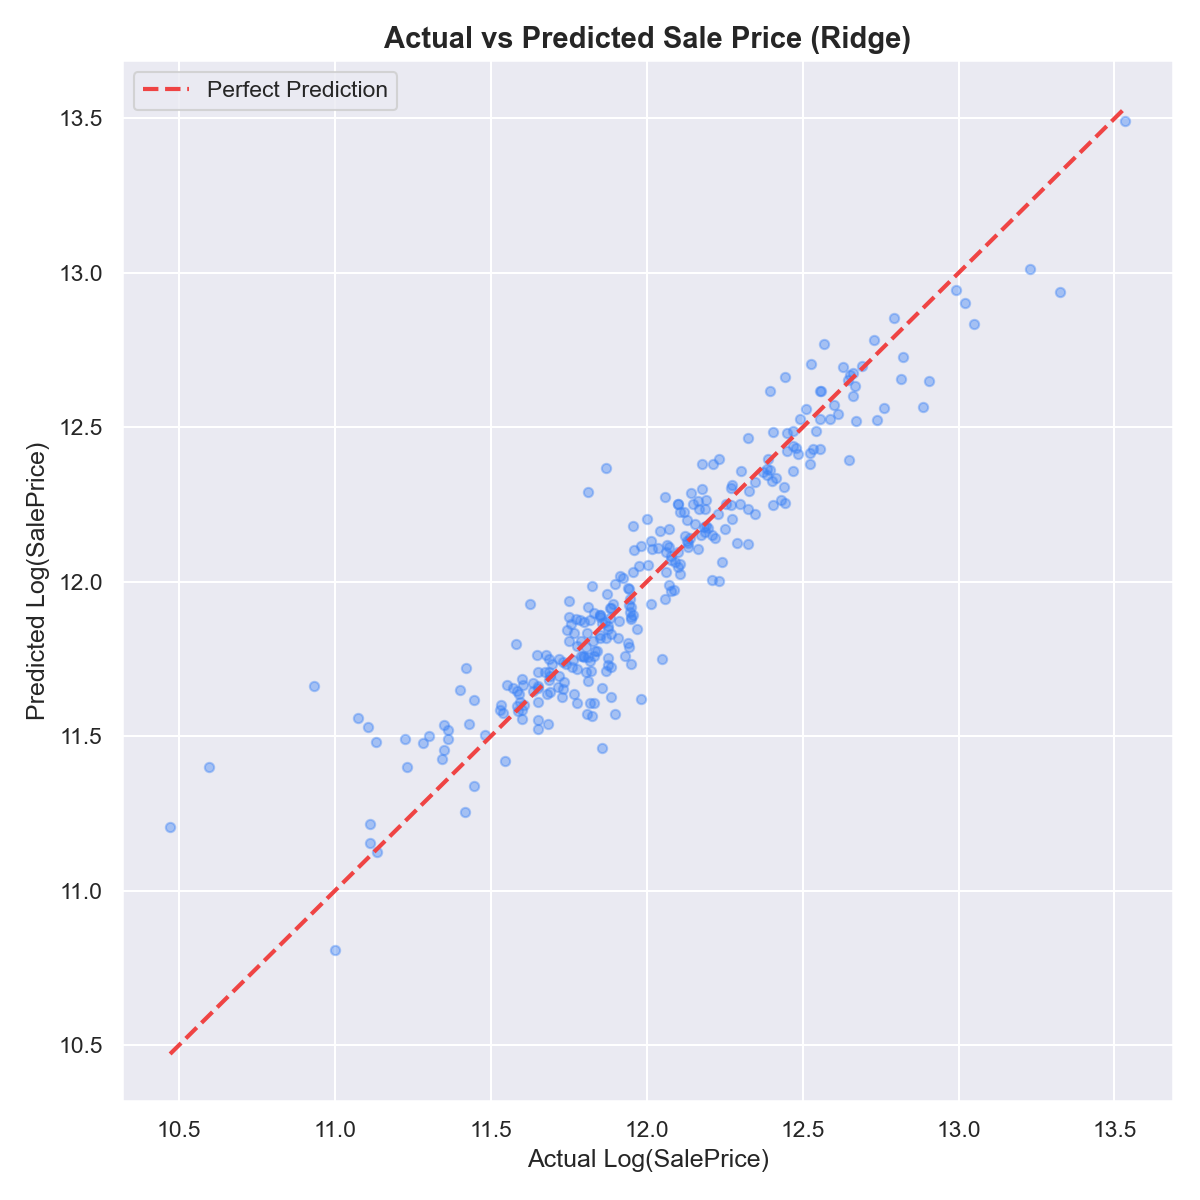 Actual vs Predicted Sale Price (Ridge)
Perfect Prediction
Predicted Log(SalePrice)
13.5
13.0
12.5
12.0
11.5
11.0
10.5
10.5 11.0 11.5 12.0 12.5 13.0 13.5
Actual Log(SalePrice)